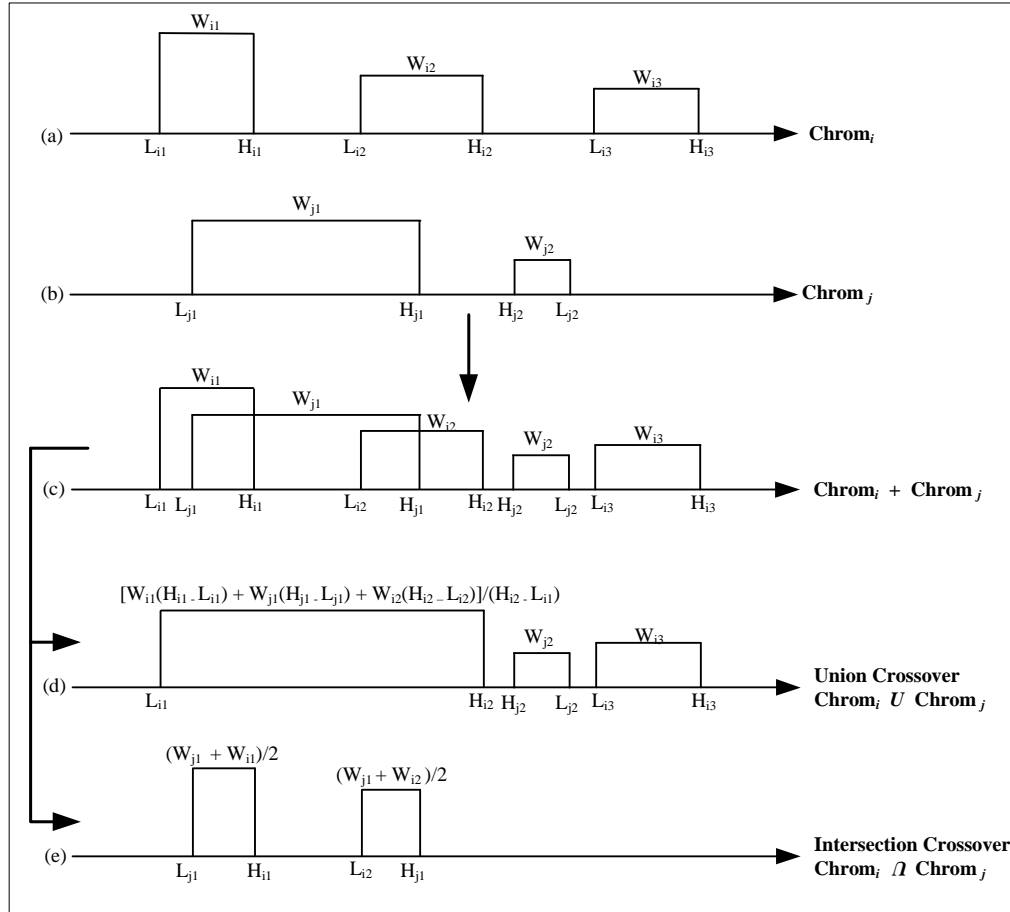 W_i1
W_i2
W_i3
(a)
L_i1 H_i1 L_i2 H_i2 L_i3 H_i3
Chrom_i
W_j1
W_j2
(b)
L_j1 H_j1 H_j2 L_j2
Chrom_j
W_i1
W_j1
W_i2
W_j2
W_i3
(c)
L_i1 L_j1 H_i1 L_i2 H_j1 H_i2 H_j2 L_j2 L_i3 H_i3
Chrom_i + Chrom_j
[W_i1(H_i1 - L_i1) + W_j1(H_j1 - L_j1) + W_i2(H_i2 – L_i2)]/(H_i2 - L_i1)
W_j2
W_i3
(d)
L_i1 H_i2 H_j2 L_j2 L_i3 H_i3
Union Crossover
Chrom_i U Chrom_j
(W_j1 + W_i1)/2
(W_j1 + W_i2)/2
(e)
L_j1 H_i1 L_i2 H_j1
Intersection Crossover
Chrom_i ∩ Chrom_j